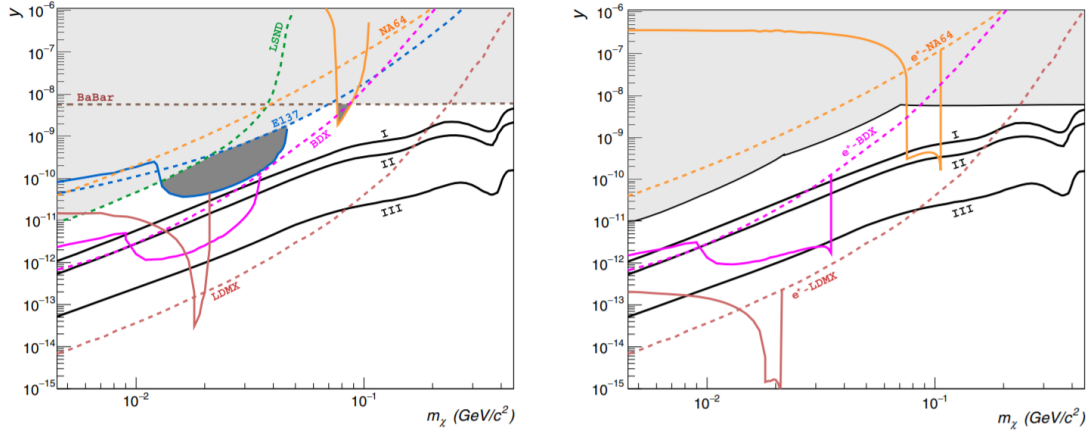 y
10⁻⁶
10⁻⁷
10⁻⁸
10⁻⁹
10⁻¹⁰
10⁻¹¹
10⁻¹²
10⁻¹³
10⁻¹⁴
10⁻¹⁵
LSND
NA64
BaBar
E137
BDX
I
II
III
LDMX
10⁻²
10⁻¹
mχ (GeV/c²)
y
10⁻⁶
10⁻⁷
10⁻⁸
10⁻⁹
10⁻¹⁰
10⁻¹¹
10⁻¹²
10⁻¹³
10⁻¹⁴
10⁻¹⁵
e⁺-NA64
e⁺-BDX
I
II
III
e⁺-LDMX
10⁻²
10⁻¹
mχ (GeV/c²)